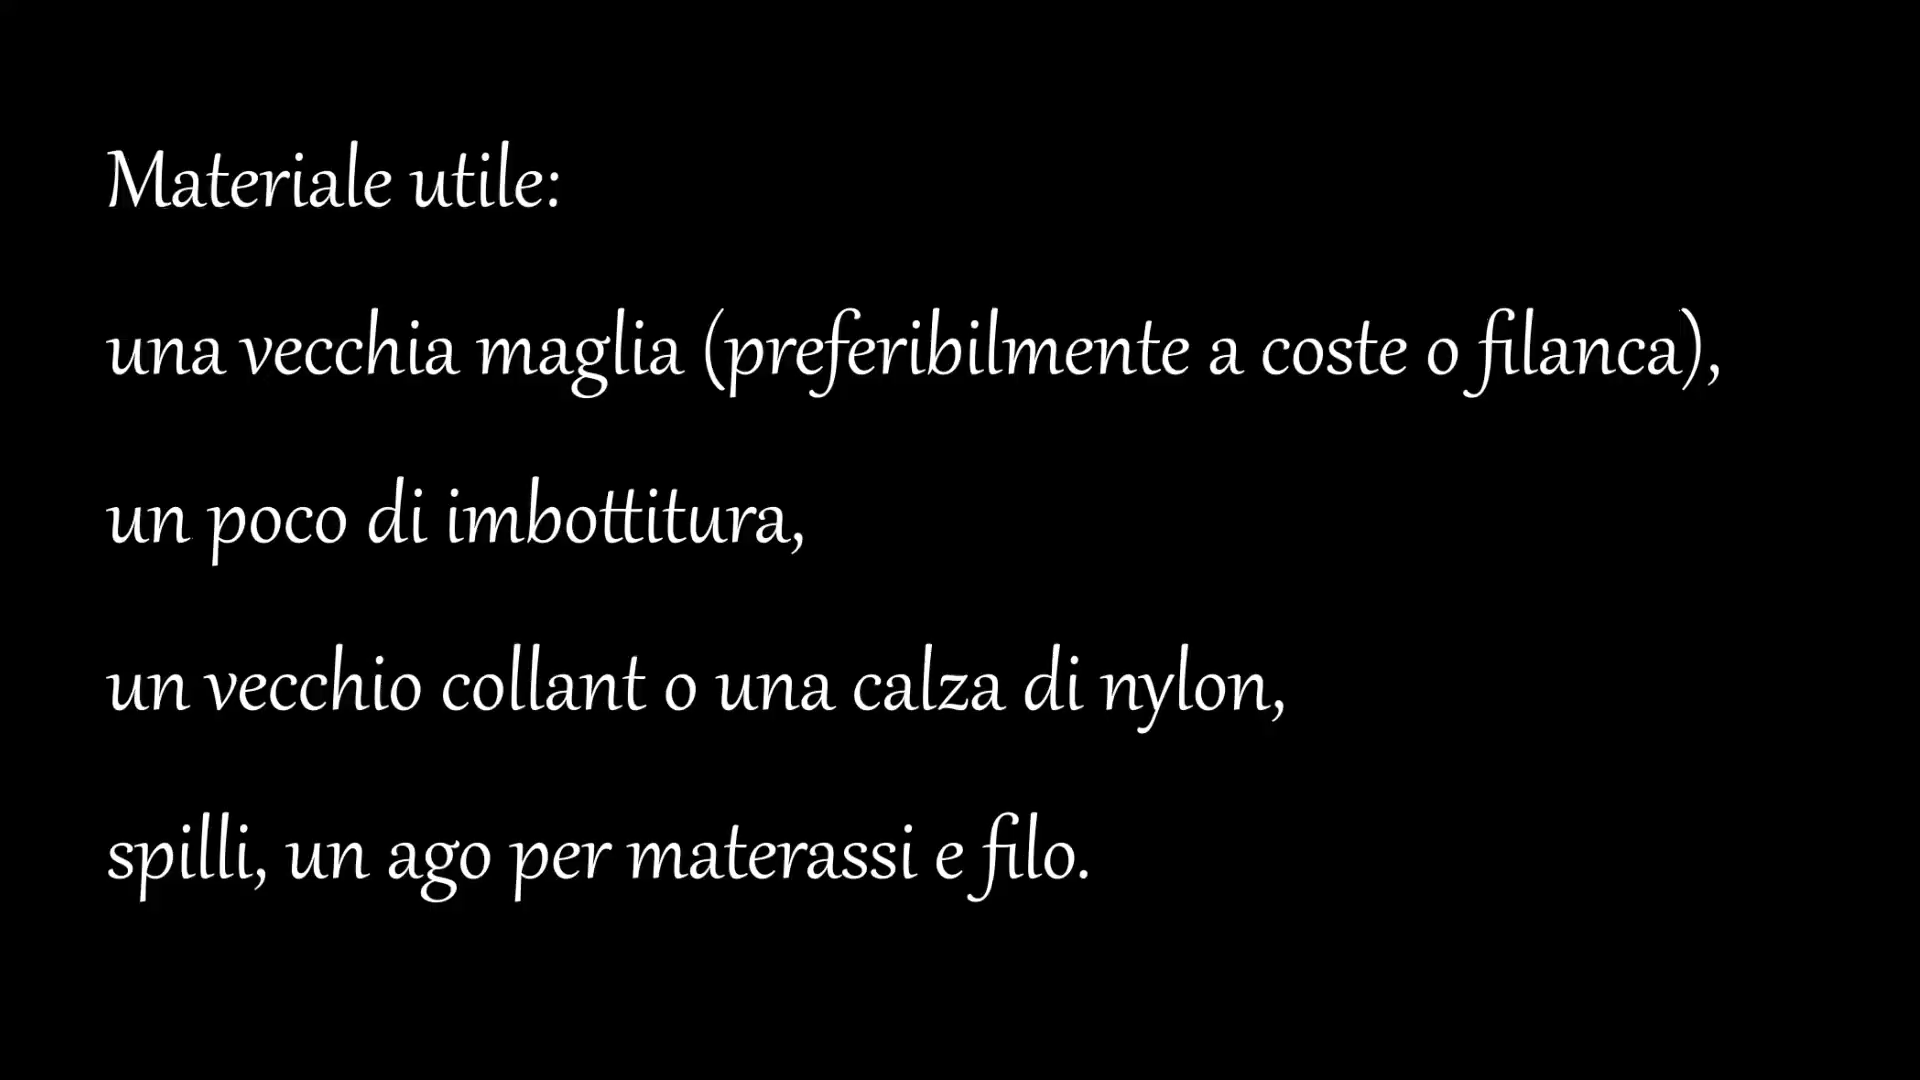 Materiale utile:
una vecchia maglia (preferibilmente a coste o filanca),
un poco di imbottitura,
un vecchio collant o una calza di nylon,
spilli, un ago per materassi e filo.